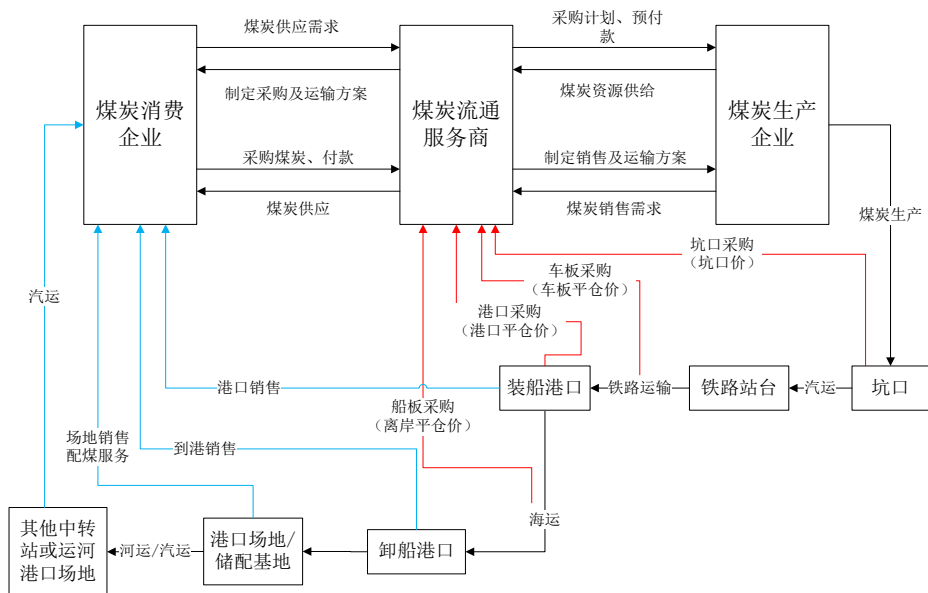 煤炭供应需求
采购计划、预付
款
制定采购及运输方案
煤炭资源供给
煤炭消费
企业
煤炭流通
服务商
煤炭生产
企业
采购煤炭、付款
制定销售及运输方案
煤炭供应
煤炭销售需求
煤炭生产
坑口采购
（坑口价）
车板采购
（车板平仓价）
汽运
港口采购
（港口平仓价）
港口销售
装船港口
铁路运输
铁路站台
汽运
坑口
船板采购
（离岸平仓价）
场地销售
配煤服务
到港销售
海运
其他中转
站或运河
港口场地
河运/汽运
港口场地/
储配基地
卸船港口